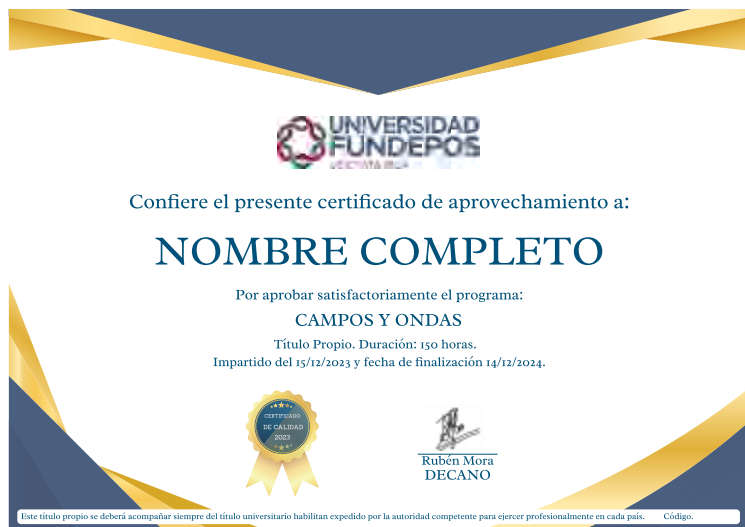 UNIVERSIDAD
FUNDEPOS
Confiere el presente certificado de aprovechamiento a:
NOMBRE COMPLETO
Por aprobar satisfactoriamente el programa:
CAMPOS Y ONDAS
Título Propio. Duración: 150 horas.
Impartido del 15/12/2023 y fecha de finalización 14/12/2024.
CERTIFICADO
DE CALIDAD
2023
Rubén Mora
DECANO
Este título propio se deberá acompañar siempre del título universitario habilitan expedido por la autoridad competente para ejercer profesionalmente en cada país. Código.